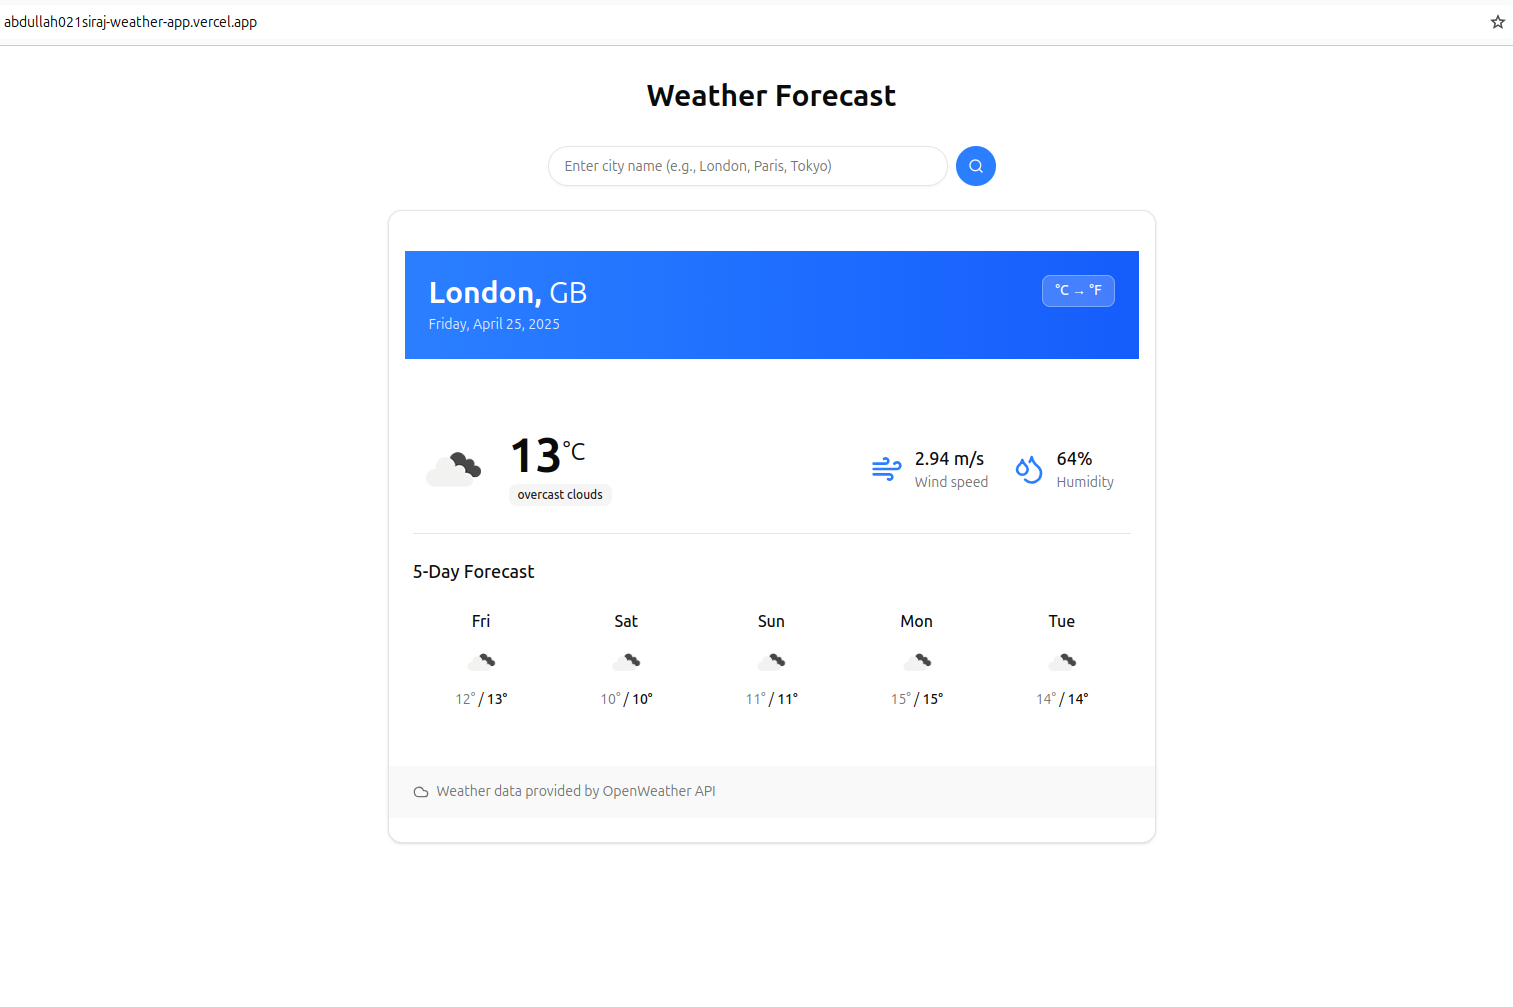 abdullah021siraj-weather-app.vercel.app
Weather Forecast
Enter city name (e.g., London, Paris, Tokyo)
London, GB
°C → °F
Friday, April 25, 2025
13°C
overcast clouds
2.94 m/s
Wind speed
64%
Humidity
5-Day Forecast
Fri Sat Sun Mon Tue
12° / 13° 10° / 10° 11° / 11° 15° / 15° 14° / 14°
Weather data provided by OpenWeather API